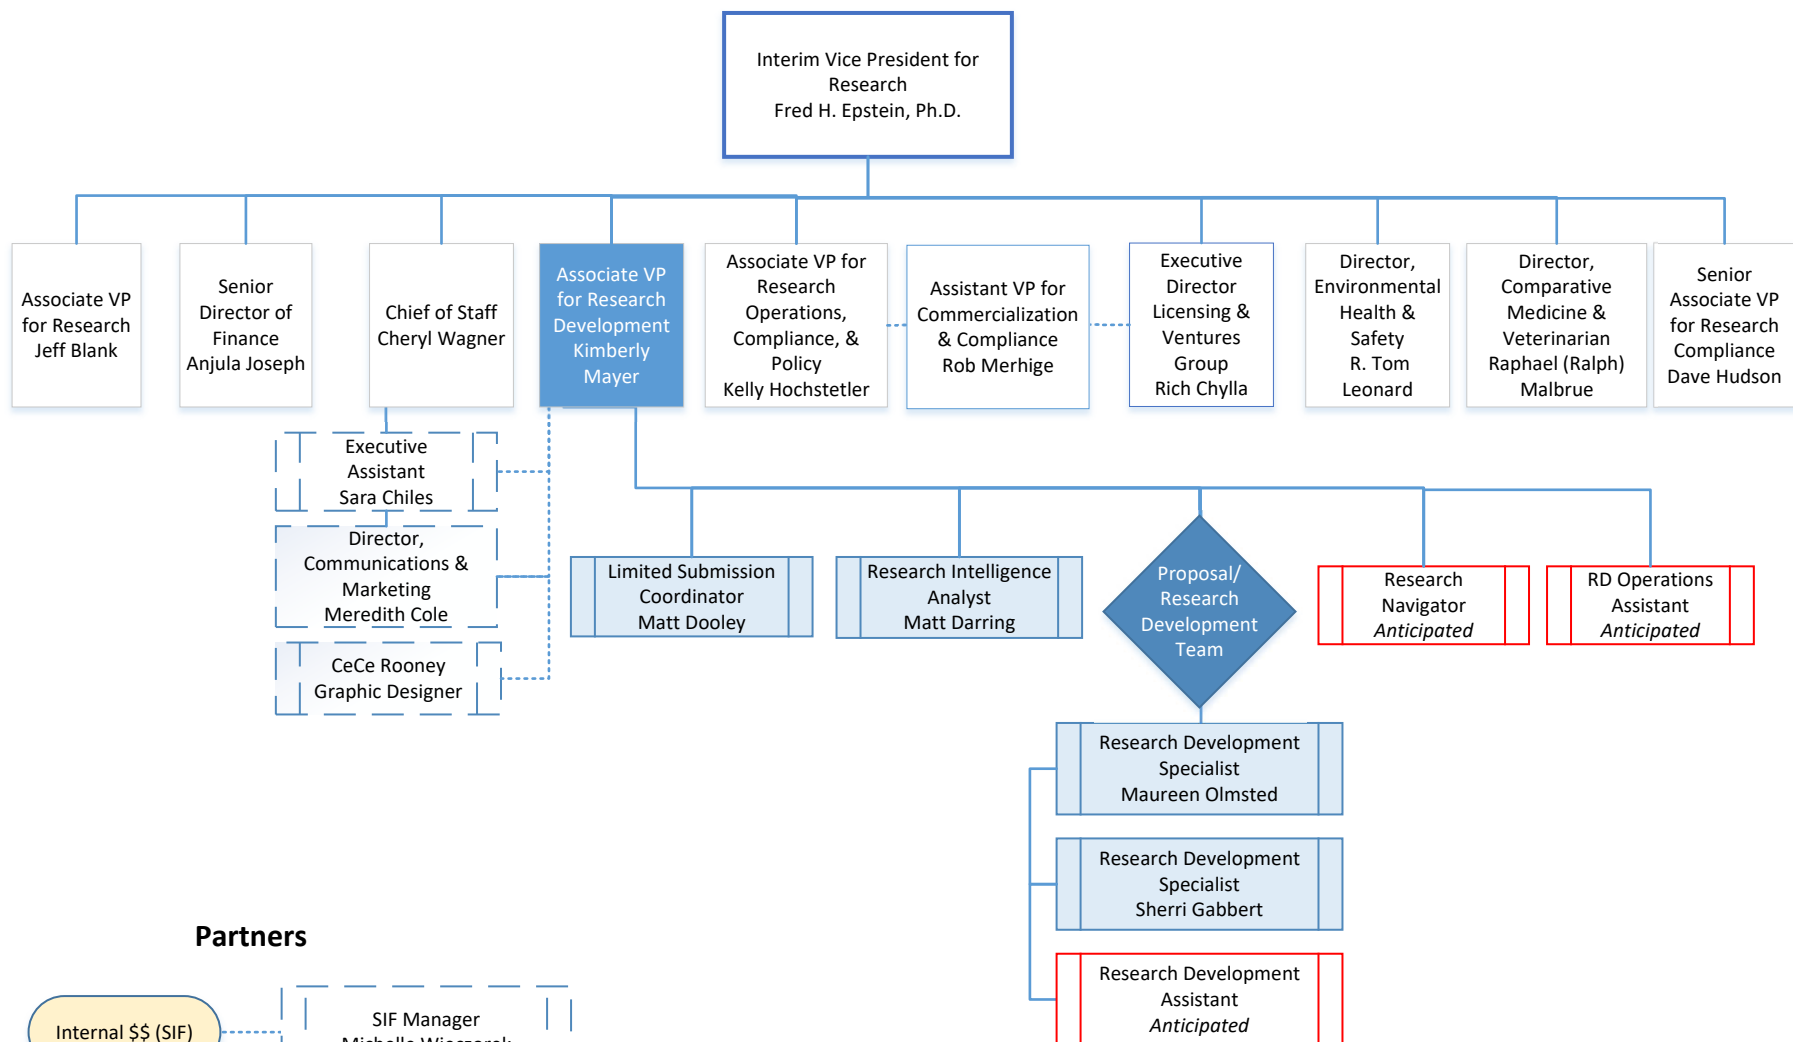 Interim Vice President for
Research
Fred H. Epstein, Ph.D.
Associate VP
for Research
Jeff Blank
Senior
Director of
Finance
Anjula Joseph
Chief of Staff
Cheryl Wagner
Associate VP
for Research
Development
Kimberly
Mayer
Associate VP for
Research
Operations,
Compliance, &
Policy
Kelly Hochstetler
Assistant VP for
Commercialization
& Compliance
Rob Merhige
Executive
Director
Licensing &
Ventures
Group
Rich Chylla
Director,
Environmental
Health &
Safety
R. Tom
Leonard
Director,
Comparative
Medicine &
Veterinarian
Raphael (Ralph)
Malbrue
Senior
Associate VP
for Research
Compliance
Dave Hudson
Executive
Assistant
Sara Chiles
Director,
Communications &
Marketing
Meredith Cole
CeCe Rooney
Graphic Designer
Limited Submission
Coordinator
Matt Dooley
Research Intelligence
Analyst
Matt Darring
Proposal/
Research
Development
Team
Research
Navigator
Anticipated
RD Operations
Assistant
Anticipated
Research Development
Specialist
Maureen Olmsted
Research Development
Specialist
Sherri Gabbert
Research Development
Assistant
Anticipated
Partners
Internal $$ (SIF)
SIF Manager
Michelle Wieczorek